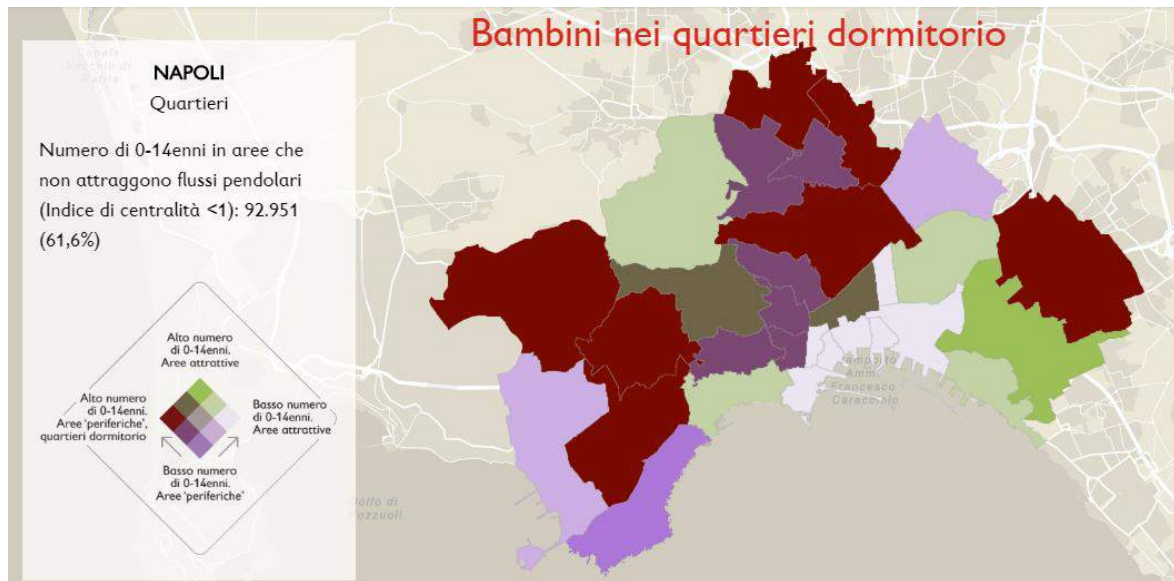 Bambini nei quartieri dormitorio
NAPOLI
Quartieri
Numero di 0-14enni in aree che
non attraggono flussi pendolari
(Indice di centralità <1): 92.951
(61,6%)
Alto numero
di 0-14enni.
Aree attrattive
Alto numero
di 0-14enni.
Aree 'periferiche',
quartieri dormitorio
Basso numero
di 0-14enni.
Aree attrattive
Basso numero
di 0-14enni.
Aree 'periferiche'
Amm.
Francesco
Caracciolo
Golfo di
Pozzuoli